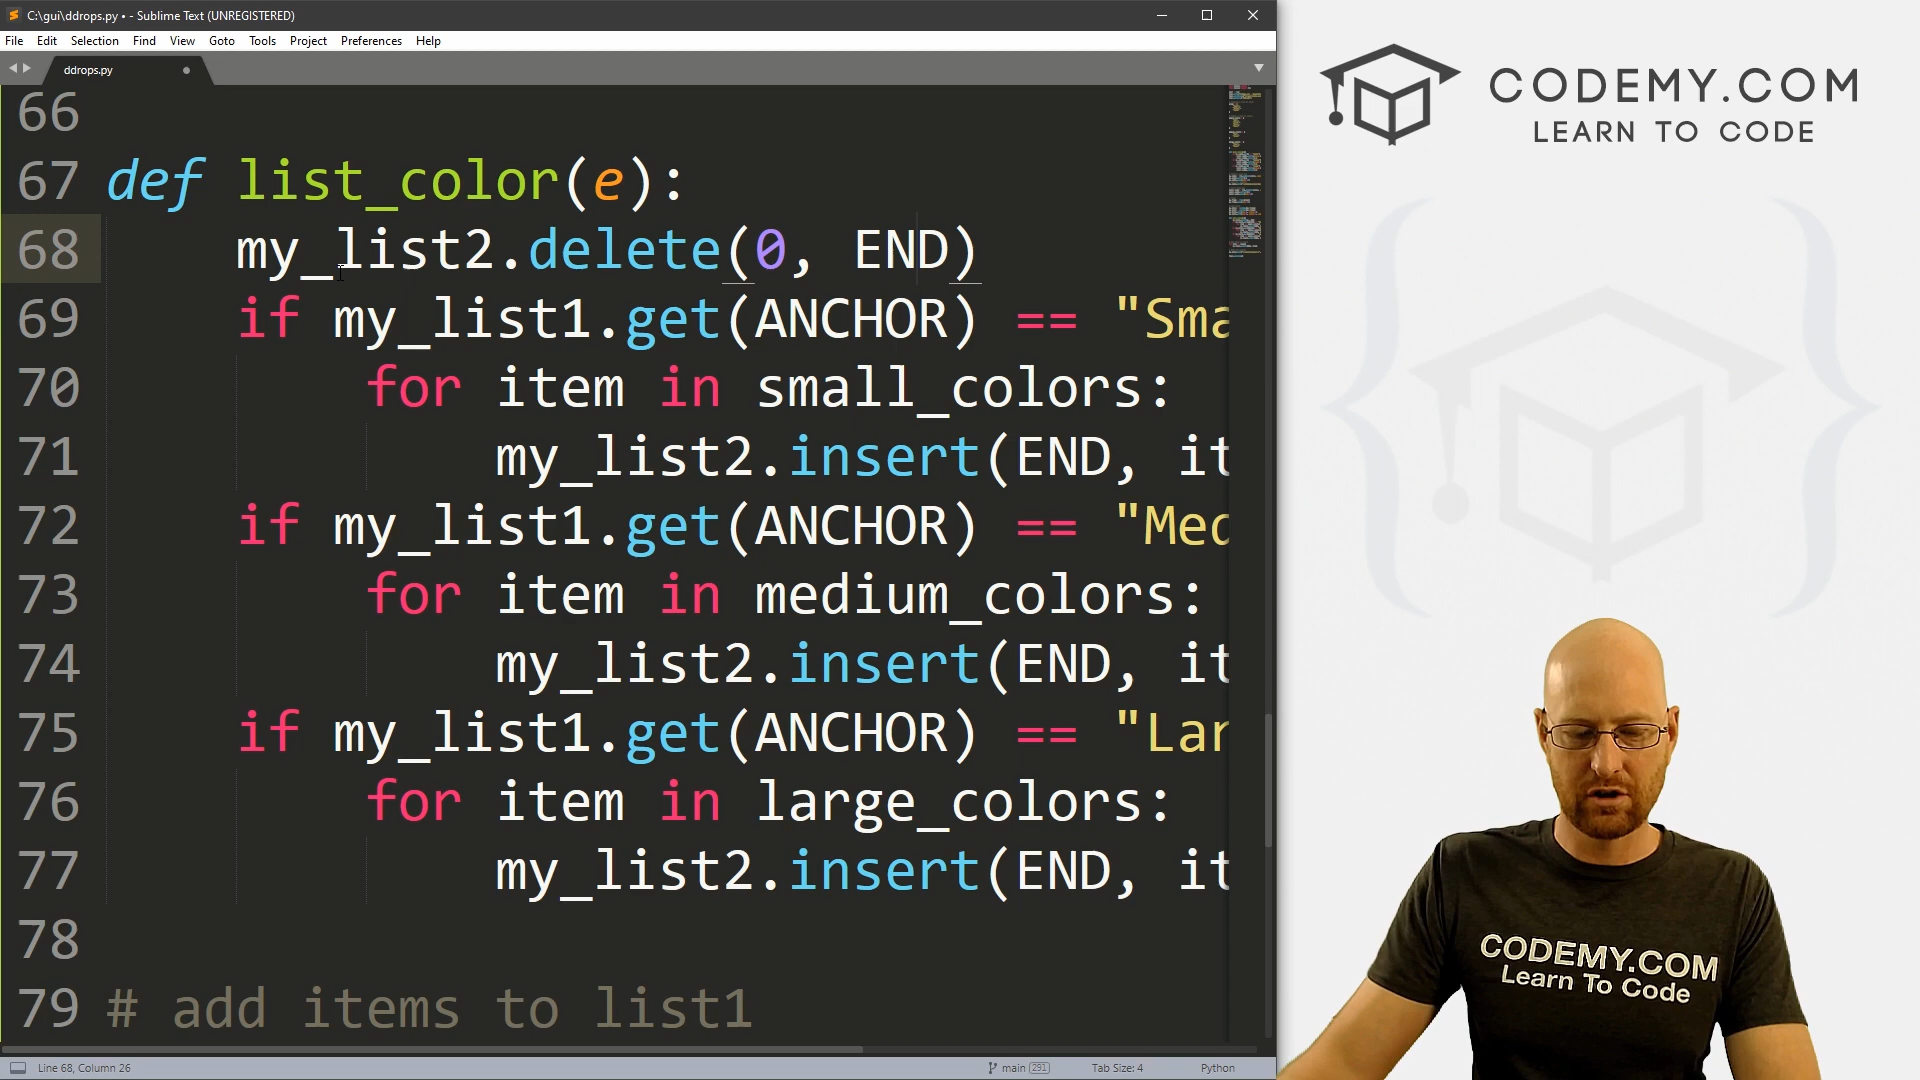 C:\gui\ddrops.py • - Sublime Text (UNREGISTERED)
File Edit Selection Find View Goto Tools Project Preferences Help
ddrops.py
66
67 def list_color(e):
68 my_list2.delete(0, END)
69 if my_list1.get(ANCHOR) == "Sma
70 for item in small_colors:
71 my_list2.insert(END, it
72 if my_list1.get(ANCHOR) == "Med
73 for item in medium_colors:
74 my_list2.insert(END, it
75 if my_list1.get(ANCHOR) == "Lar
76 for item in large_colors:
77 my_list2.insert(END, it
78
79 # add items to list1
Line 68, Column 26 main 291 Tab Size: 4 Python
CODEMY.COM
LEARN TO CODE
CODEMY.COM
Learn To Code